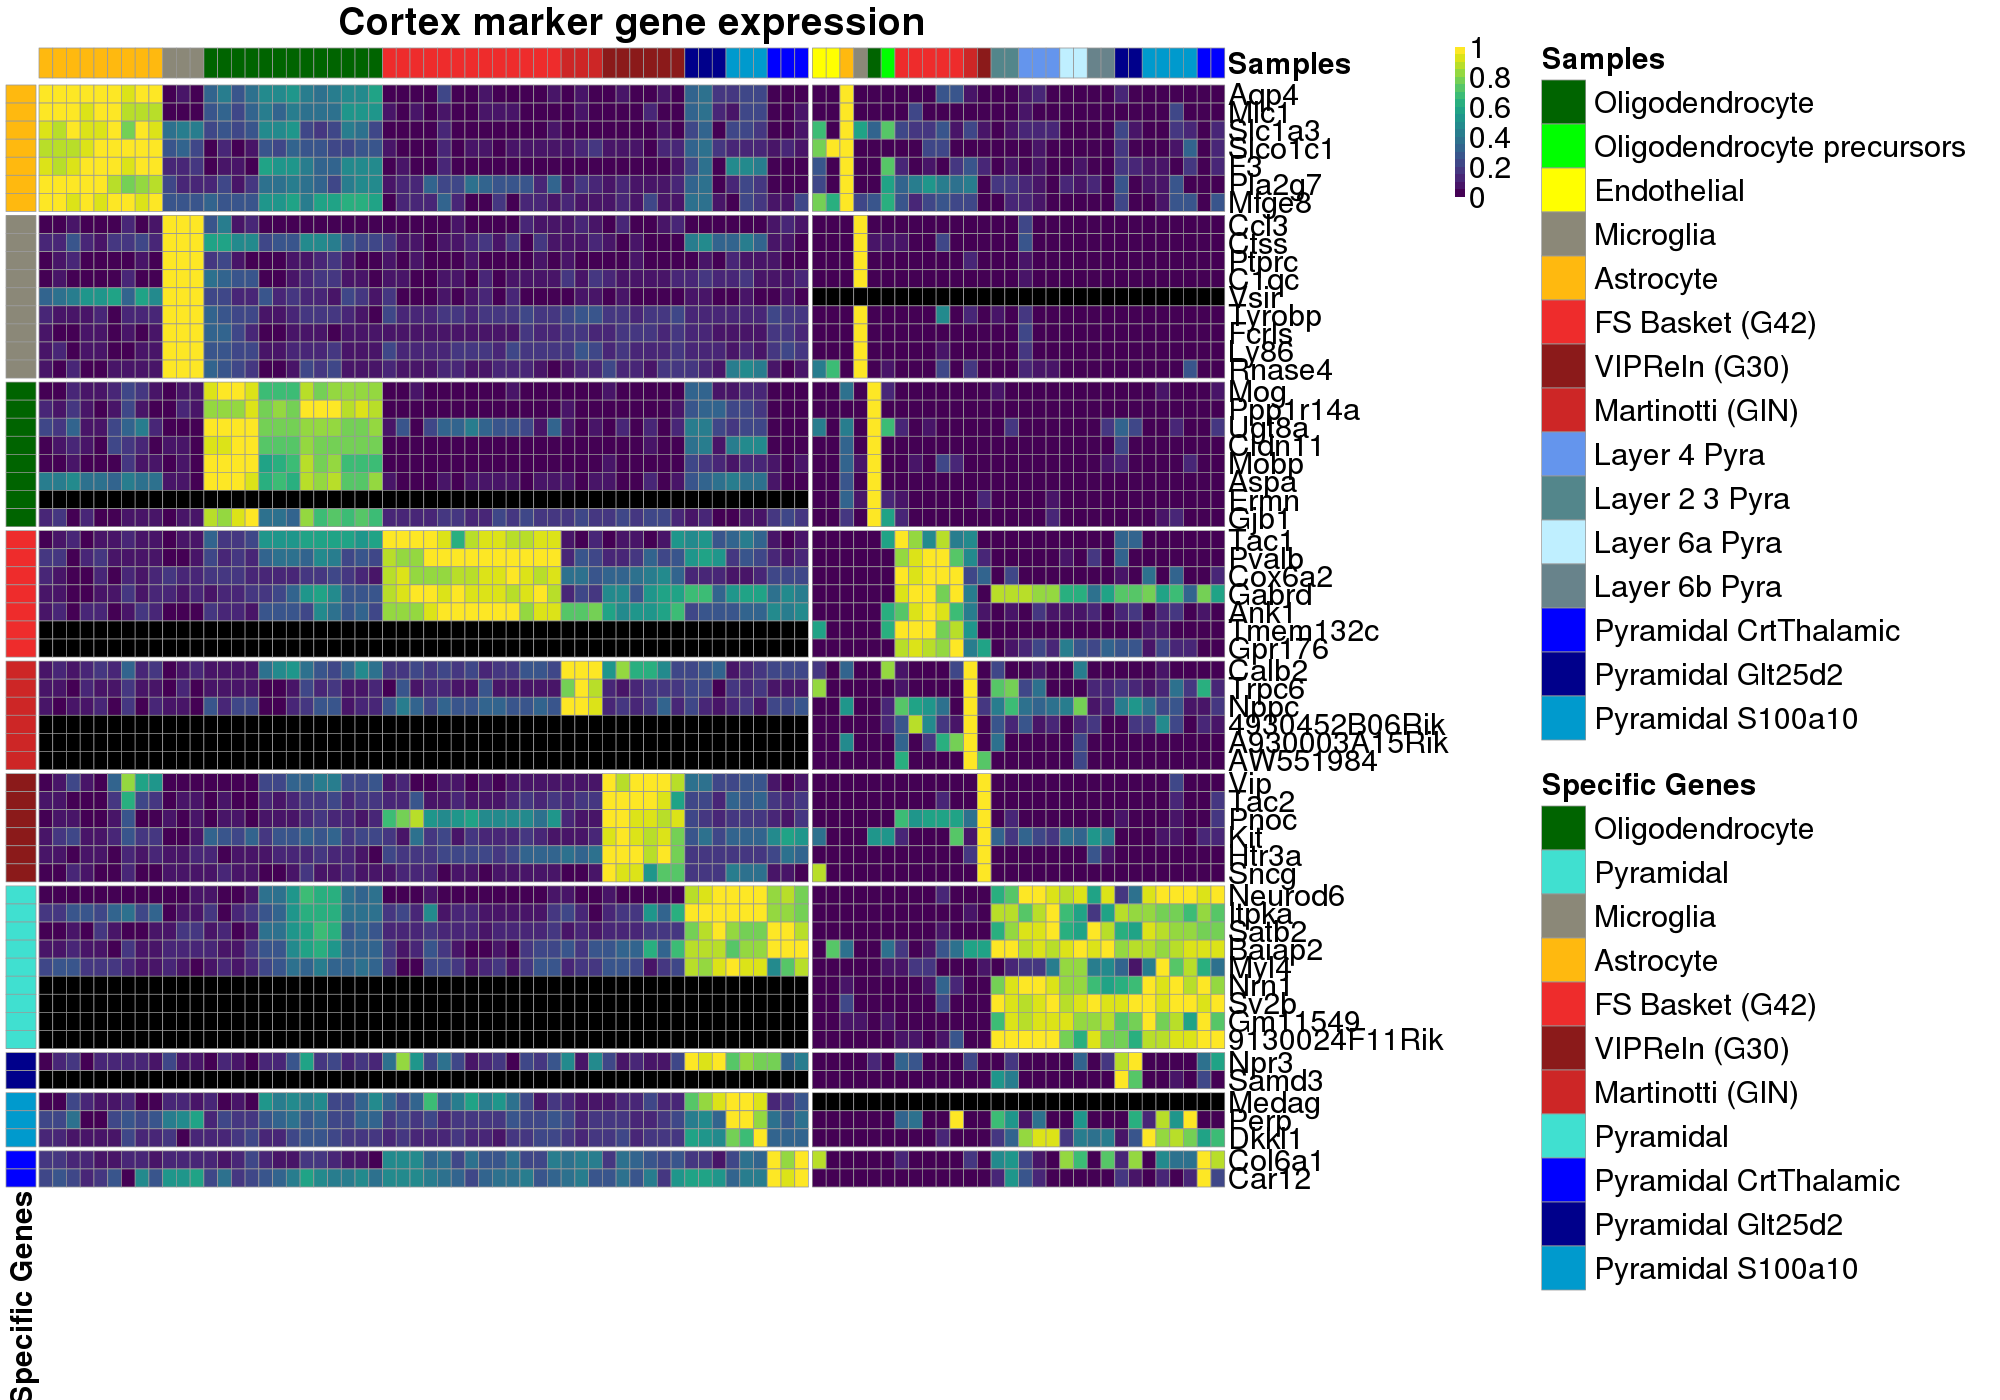 Cortex marker gene expression
Samples
Aqp4
Mlc1
Slc1a3
Slco1c1
F3
Pla2g7
Mfge8
Ccl3
Ctss
Ptprc
C1qc
Vsir
Tyrobp
Fcrls
Ly86
Rnase4
Mog
Ppp1r14a
Ugt8a
Cldn11
Mobp
Aspa
Ermn
Gjb1
Tac1
Pvalb
Cox6a2
Gabrd
Ank1
Tmem132c
Gpr176
Calb2
Trpc6
Nppc
4930452B06Rik
A930003A15Rik
AW551984
Vip
Tac2
Pnoc
Kit
Htr3a
Sncg
Neurod6
Itpka
Satb2
Baiap2
Myl4
Nrn1
Sv2b
Gm11549
9130024F11Rik
Npr3
Samd3
Medag
Perp
Dkkl1
Col6a1
Car12
Specific Genes
1
0.8
0.6
0.4
0.2
0
Samples
Oligodendrocyte
Oligodendrocyte precursors
Endothelial
Microglia
Astrocyte
FS Basket (G42)
VIPReln (G30)
Martinotti (GIN)
Layer 4 Pyra
Layer 2 3 Pyra
Layer 6a Pyra
Layer 6b Pyra
Pyramidal CrtThalamic
Pyramidal Glt25d2
Pyramidal S100a10
Specific Genes
Oligodendrocyte
Pyramidal
Microglia
Astrocyte
FS Basket (G42)
VIPReln (G30)
Martinotti (GIN)
Pyramidal
Pyramidal CrtThalamic
Pyramidal Glt25d2
Pyramidal S100a10